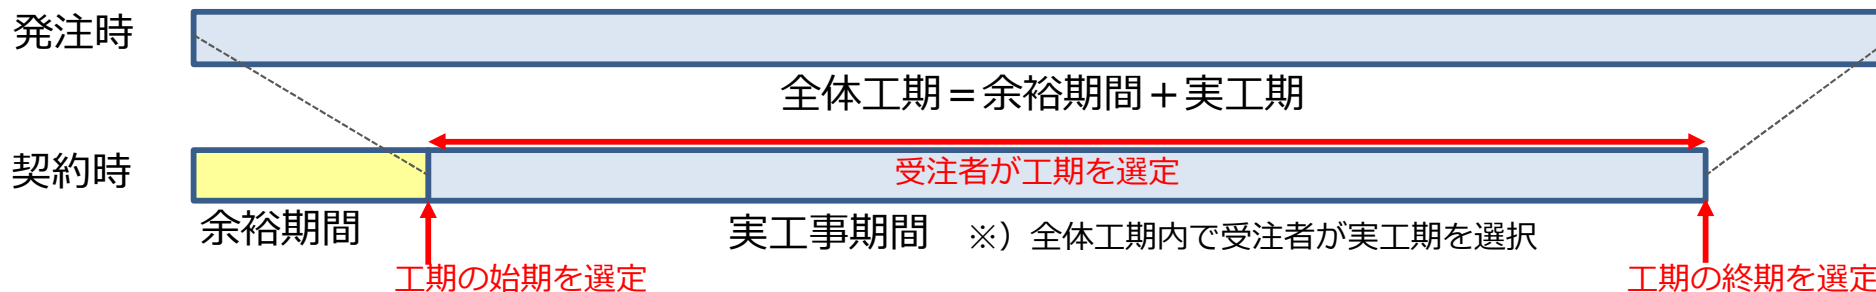 発注時
全体工期＝余裕期間＋実工期
契約時
受注者が工期を選定
余裕期間
実工事期間 ※）全体工期内で受注者が実工期を選択
工期の始期を選定
工期の終期を選定